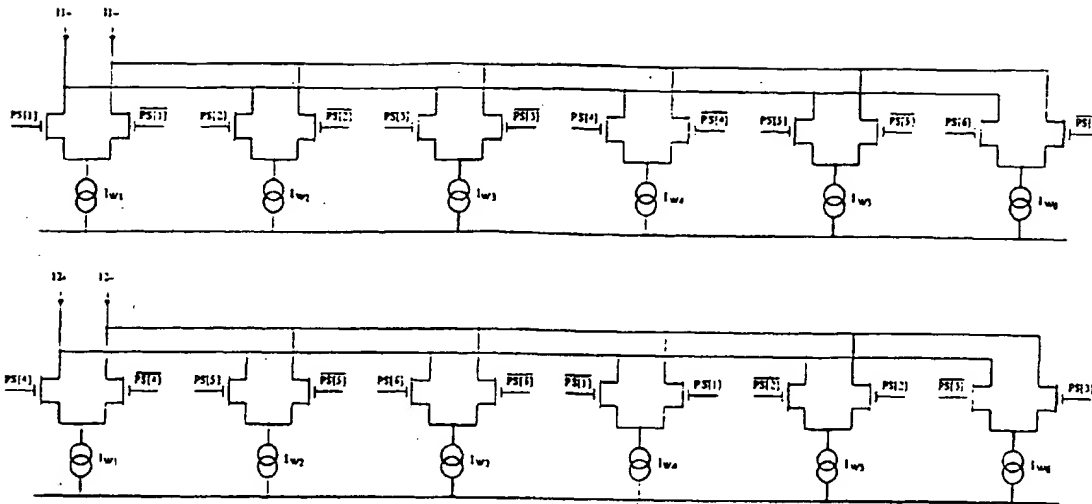 I1- I1-
PS[1] PS[1] PS[2] PS[2] PS[3] PS[3] PS[4] PS[4] PS[5] PS[5] PS[6] PS[
Iw1 Iw2 Iw3 Iw4 Iw5 Iw6
I2- I2-
PS[4] PS[4] PS[5] PS[5] PS[6] PS[6] PS[1] PS[1] PS[2] PS[2] PS[3] PS[3]
Iw1 Iw2 Iw3 Iw4 Iw5 Iw6